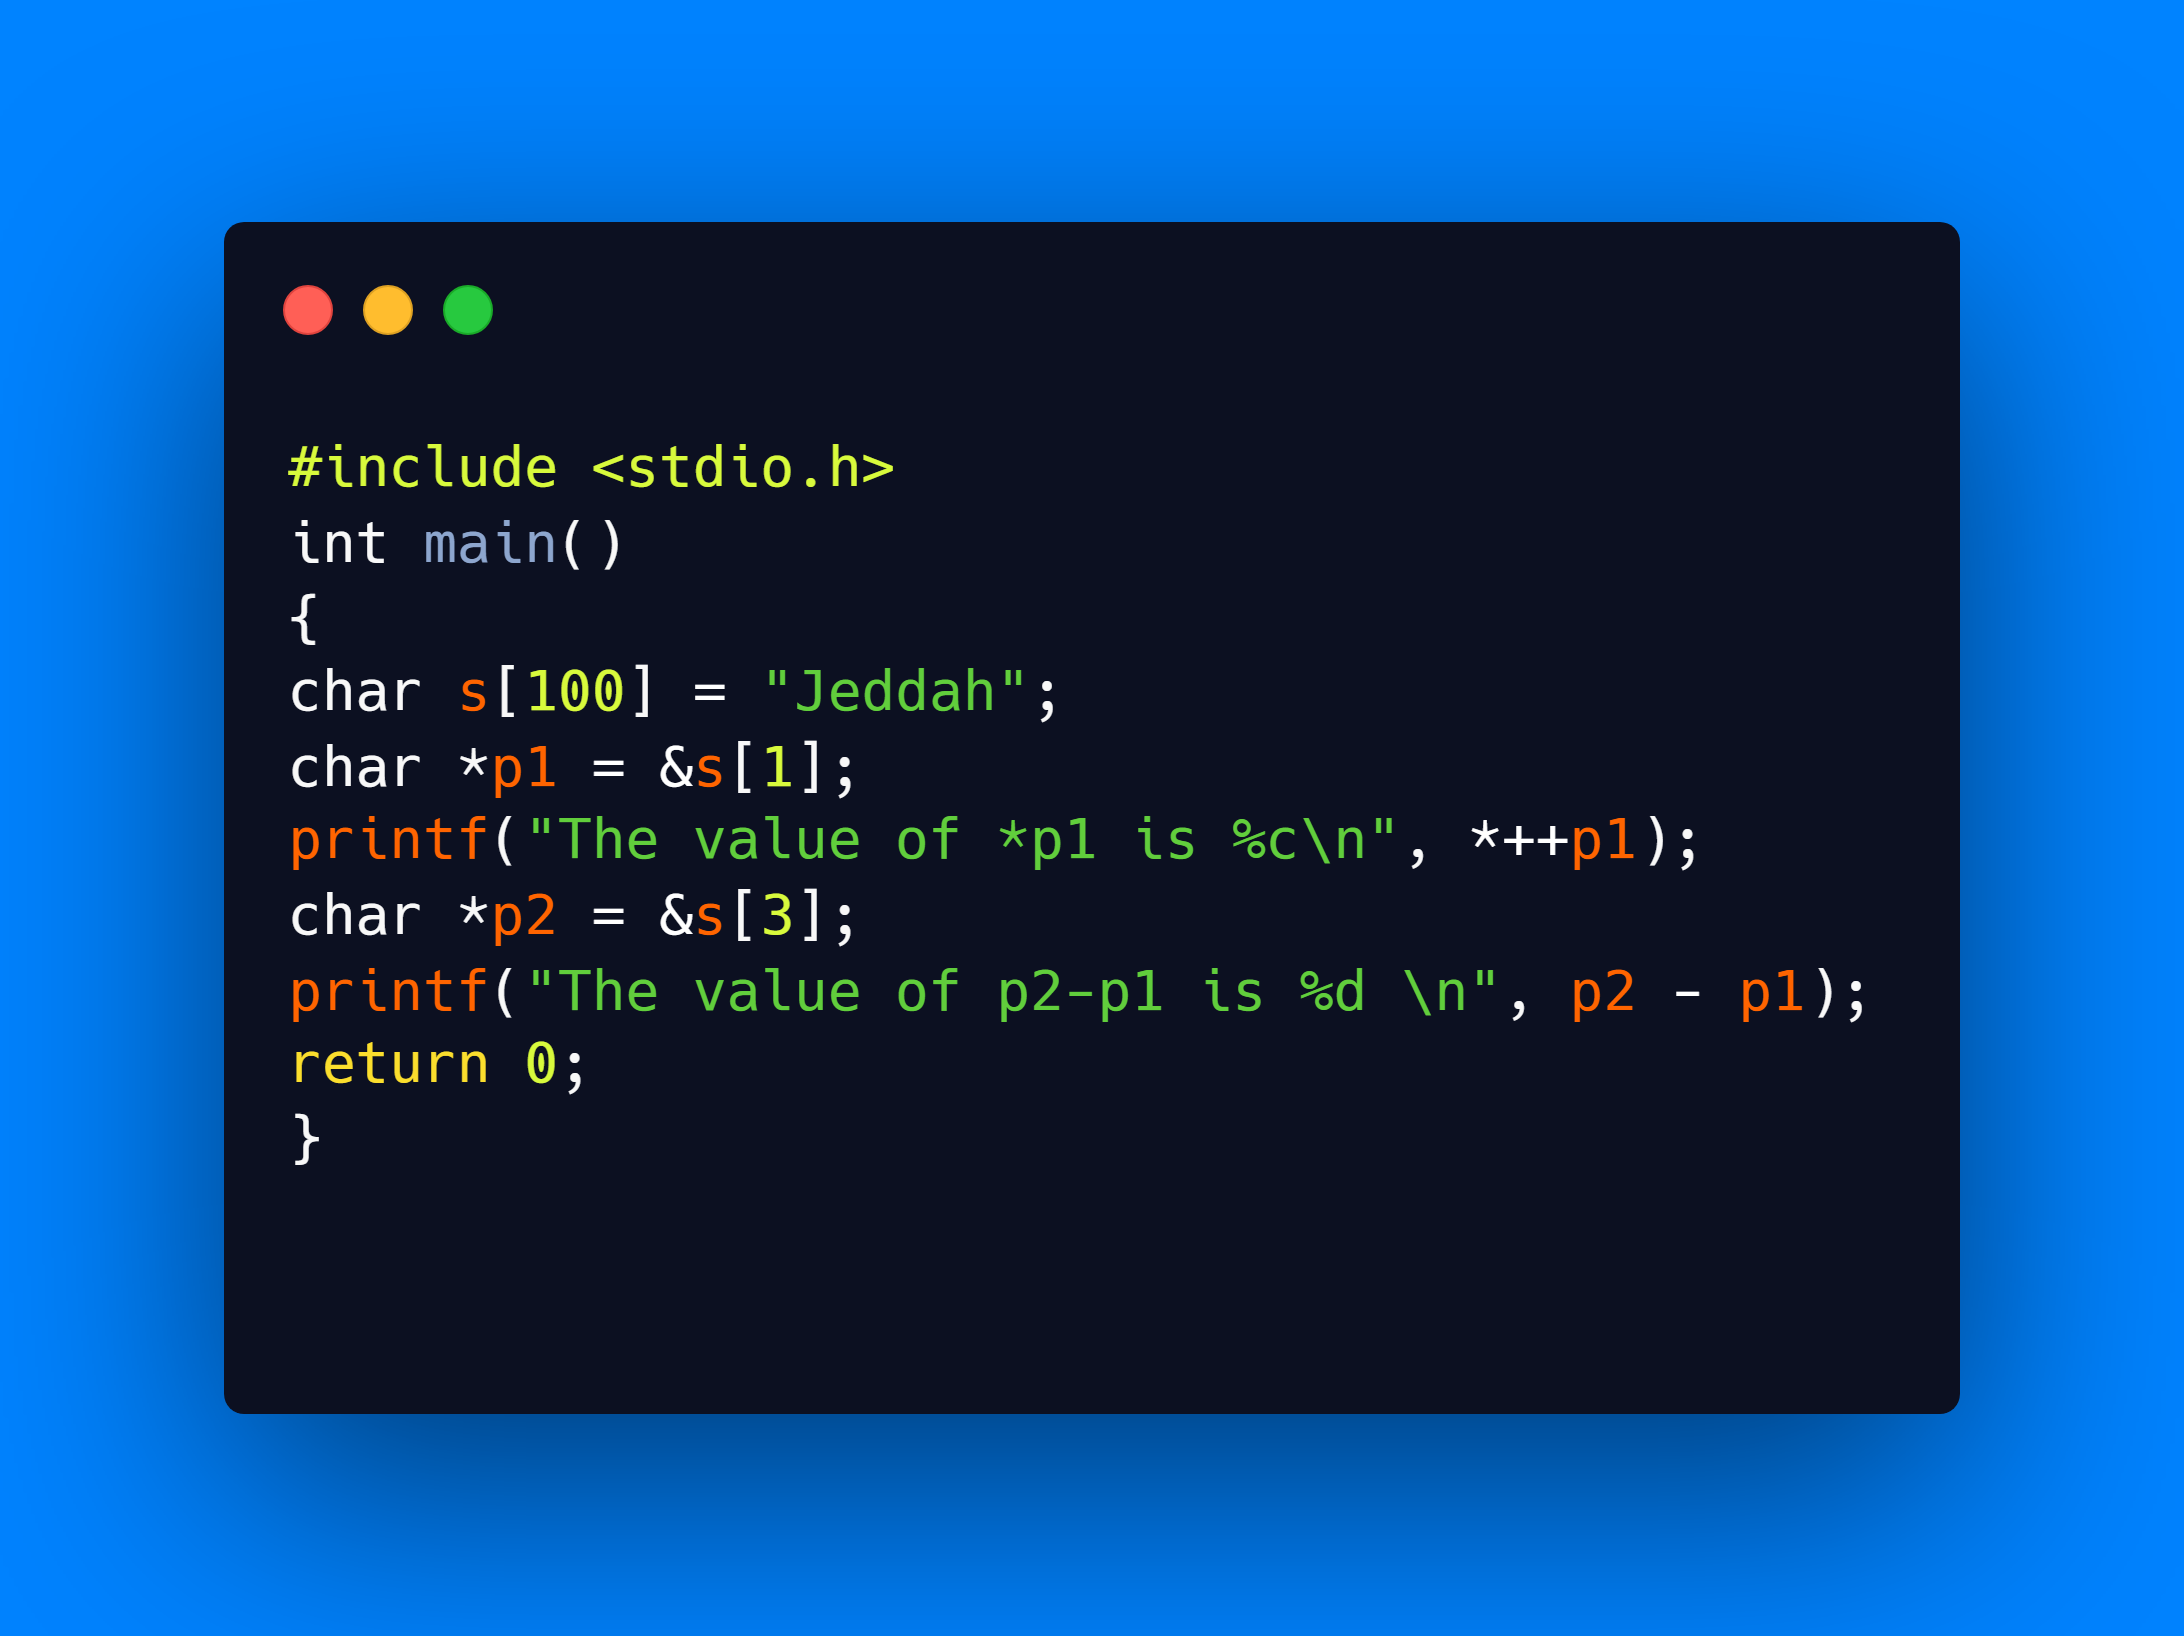 #include <stdio.h>
int main()
{
char s[100] = "Jeddah";
char *p1 = &s[1];
printf("The value of *p1 is %c\n", *++p1);
char *p2 = &s[3];
printf("The value of p2-p1 is %d \n", p2 - p1);
return 0;
}